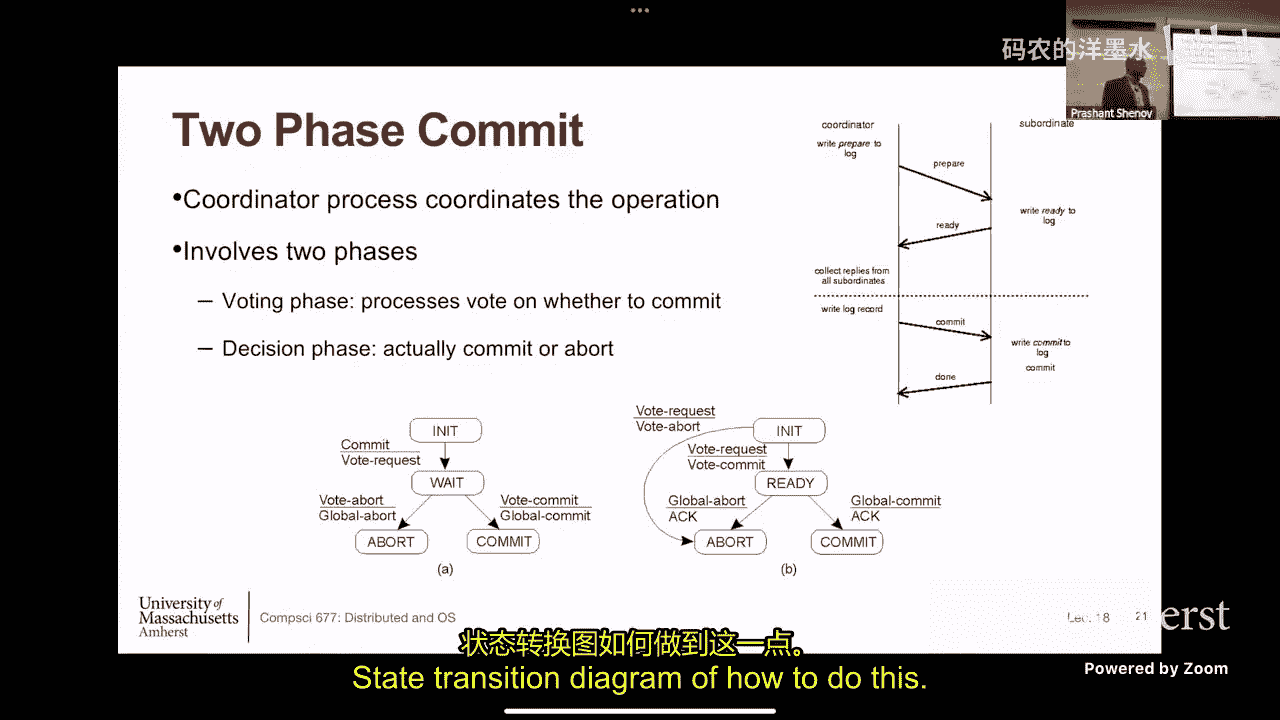 码农的洋墨水
Prashant Shenoy
Two Phase Commit
•Coordinator process coordinates the operation
•Involves two phases
– Voting phase: processes vote on whether to commit
– Decision phase: actually commit or abort
coordinator
subordinate
write prepare to
log
prepare
write ready to
log
ready
collect replies from
all subordinates
write log record
commit
write commit to
log
commit
done
INIT
Commit
Vote-request
WAIT
Vote-abort
Global-abort
Vote-commit
Global-commit
ABORT
COMMIT
(a)
Vote-request
Vote-abort
INIT
Vote-request
Vote-commit
READY
Global-abort
ACK
Global-commit
ACK
ABORT
COMMIT
(b)
University of
Massachusetts
Amherst
Compsci 677: Distributed and OS
Lec. 18
21
erst
状态转换图如何做到这一点。
State transition diagram of how to do this.
Powered by Zoom